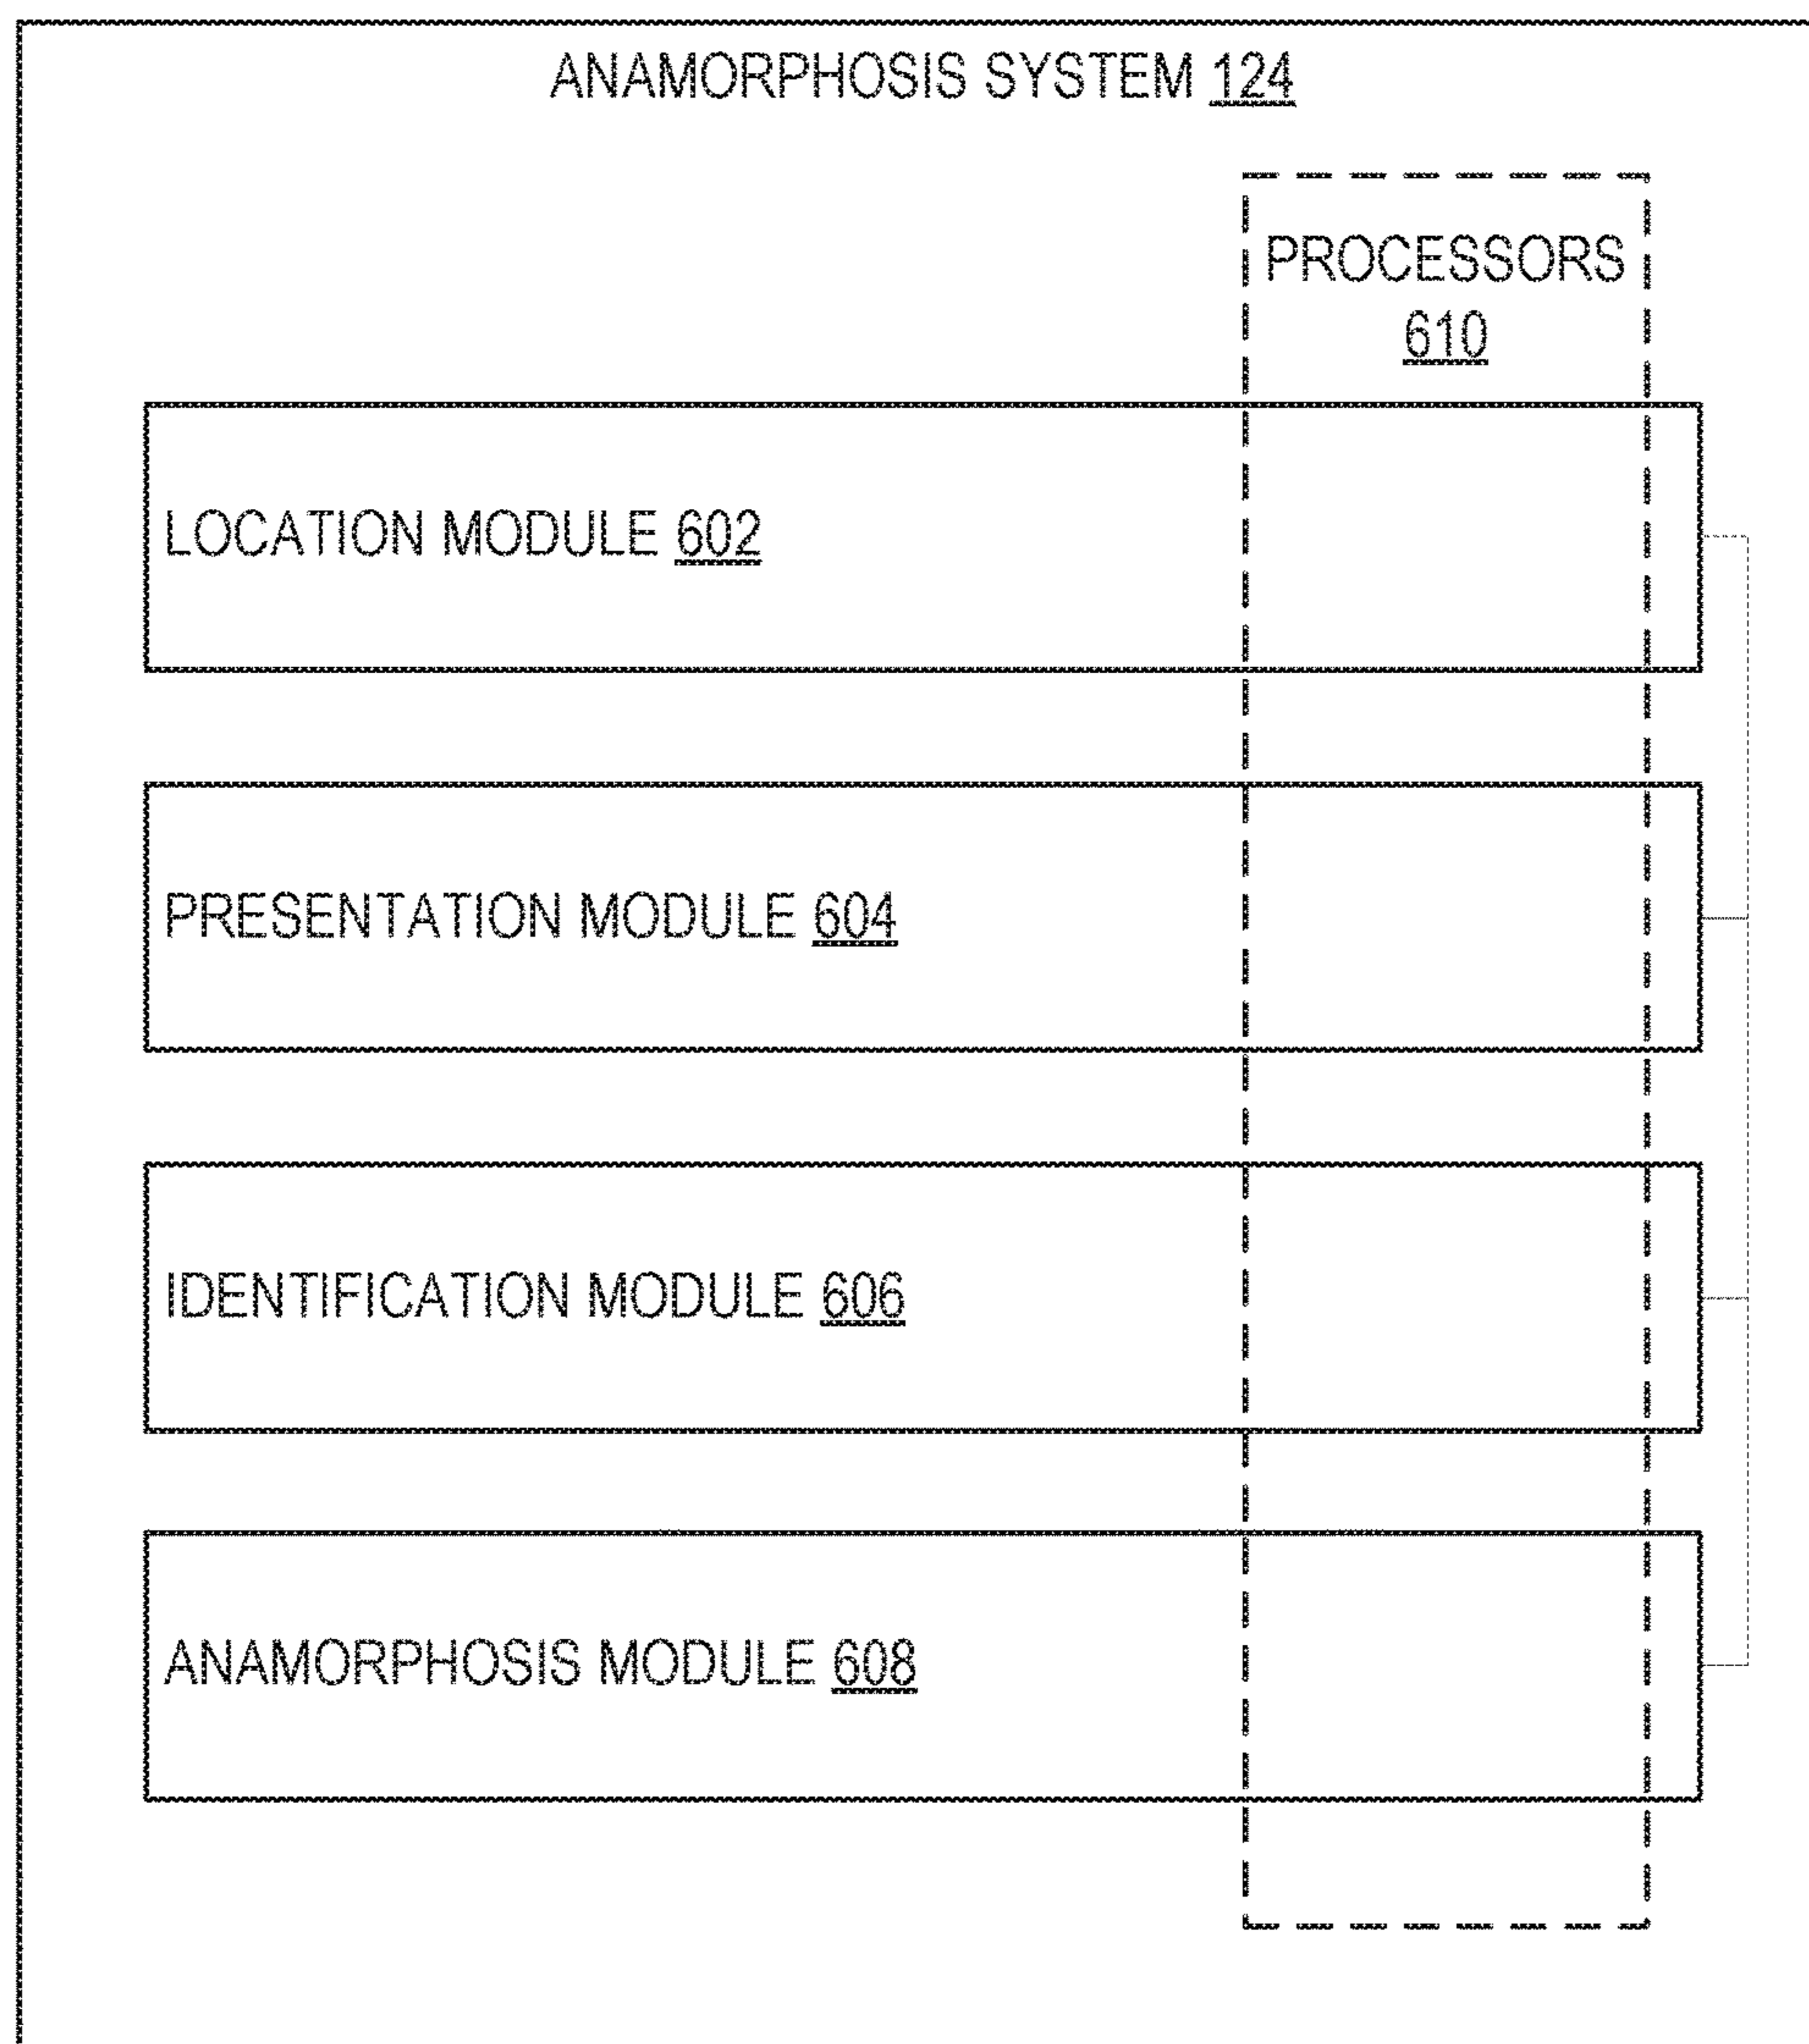 ANAMORPHOSIS SYSTEM 124
PROCESSORS
610
LOCATION MODULE 602
PRESENTATION MODULE 604
IDENTIFICATION MODULE 606
ANAMORPHOSIS MODULE 608